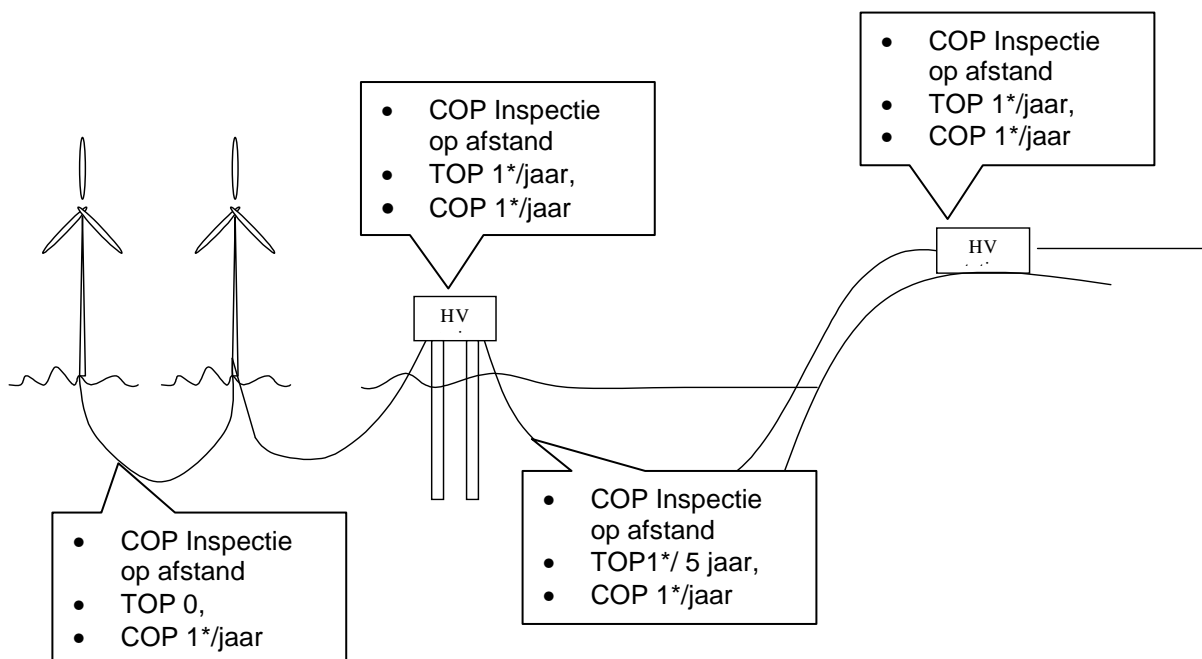 • COP Inspectie
op afstand
• TOP 1*/jaar,
• COP 1*/jaar
• COP Inspectie
op afstand
• TOP 1*/jaar,
• COP 1*/jaar
HV
HV
• COP Inspectie
op afstand
• TOP 0,
• COP 1*/jaar
• COP Inspectie
op afstand
• TOP1*/ 5 jaar,
• COP 1*/jaar